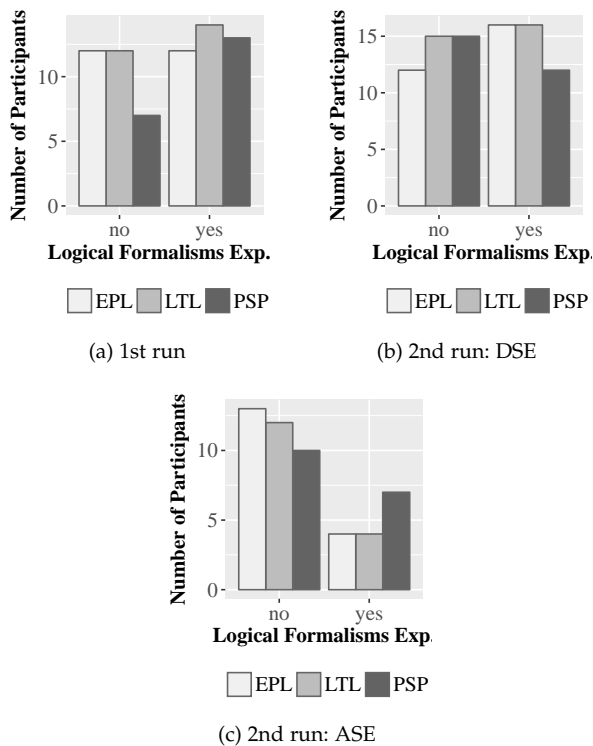 Number of Participants
10
5
0
no yes
Logical Formalisms Exp.
EPL LTL PSP
(a) 1st run
Number of Participants
15
10
5
0
no yes
Logical Formalisms Exp.
EPL LTL PSP
(b) 2nd run: DSE
Number of Participants
10
5
0
no yes
Logical Formalisms Exp.
EPL LTL PSP
(c) 2nd run: ASE